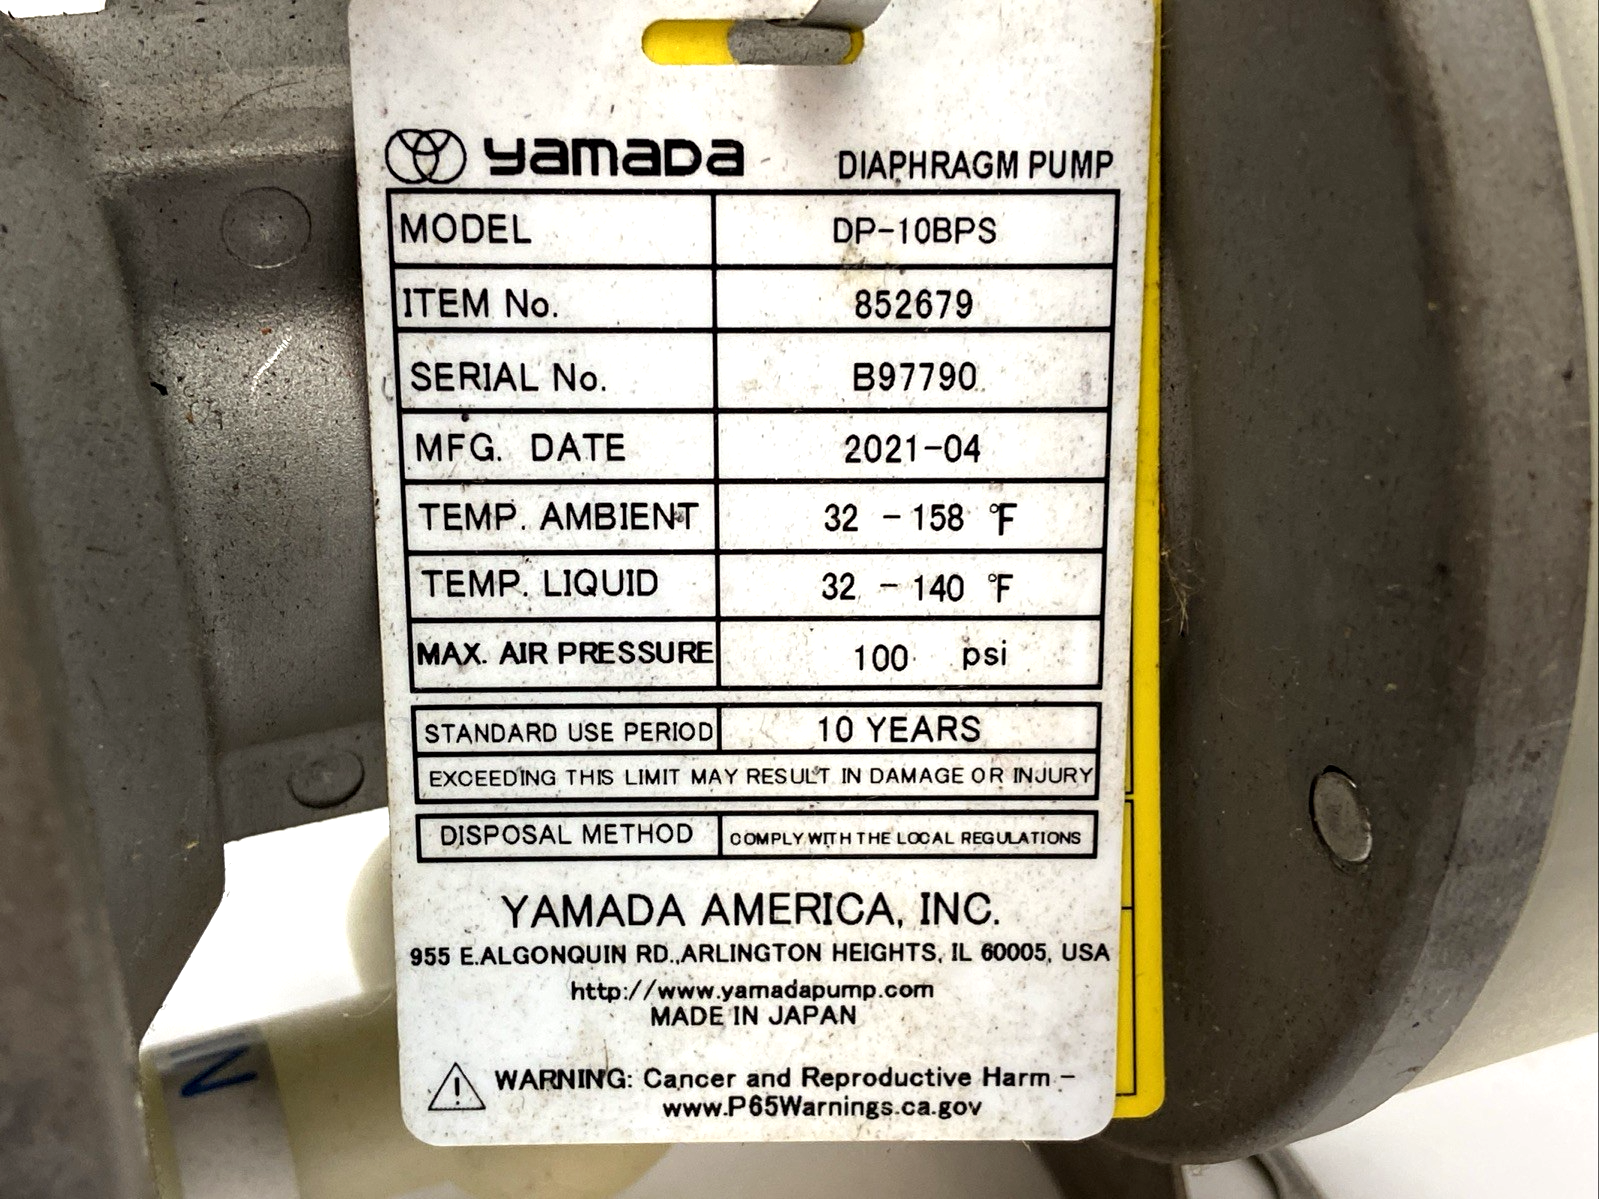 yamaDa DIAPHRAGM PUMP
MODEL DP-10BPS
ITEM No. 852679
SERIAL No. B97790
MFG. DATE 2021-04
TEMP. AMBIENT 32 - 158 °F
TEMP. LIQUID 32 - 140 °F
MAX. AIR PRESSURE 100 psi
STANDARD USE PERIOD 10 YEARS
EXCEEDING THIS LIMIT MAY RESULT IN DAMAGE OR INJURY
DISPOSAL METHOD COMPLY WITH THE LOCAL REGULATIONS
YAMADA AMERICA, INC.
955 E.ALGONQUIN RD.,ARLINGTON HEIGHTS, IL 60005, USA
http://www.yamadapump.com
MADE IN JAPAN
WARNING: Cancer and Reproductive Harm -
www.P65Warnings.ca.gov